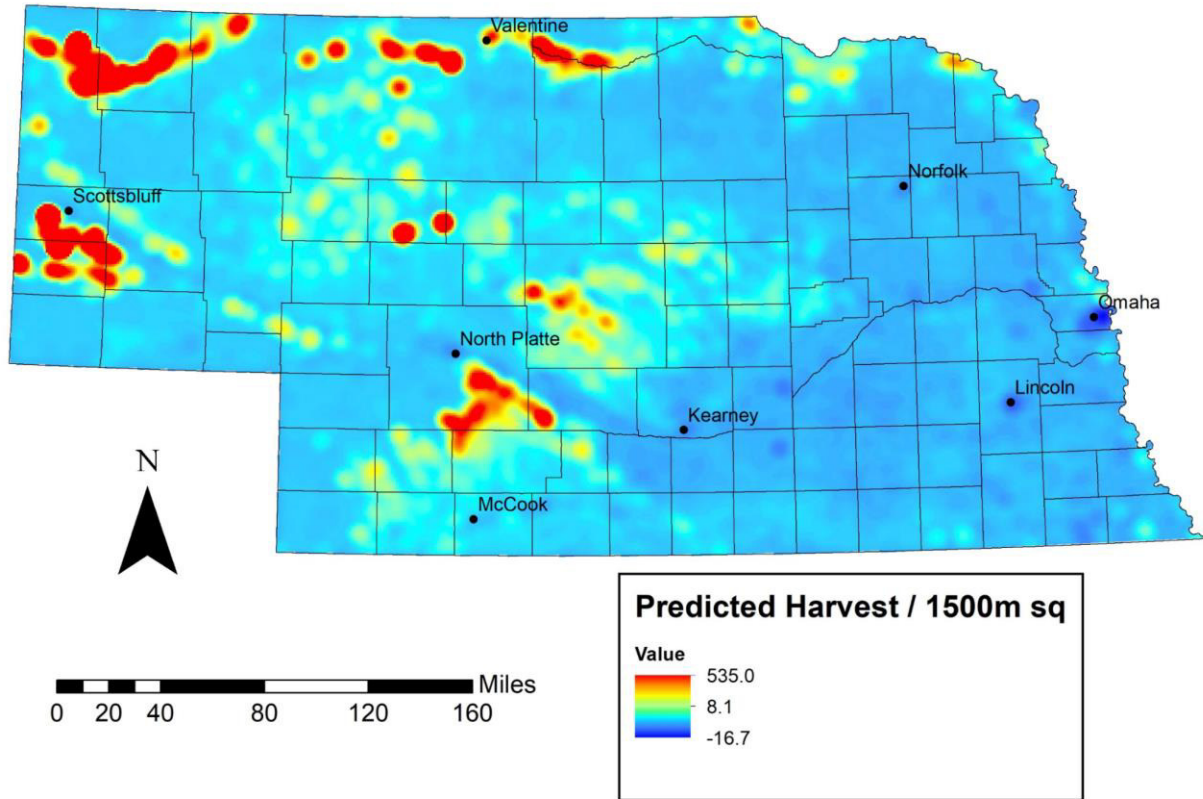 Valentine
Scottsbluff
Norfolk
Omaha
North Platte
Lincoln
Kearney
McCook
N
Predicted Harvest / 1500m sq
Value
535.0
8.1
-16.7
Miles
0 20 40 80 120 160